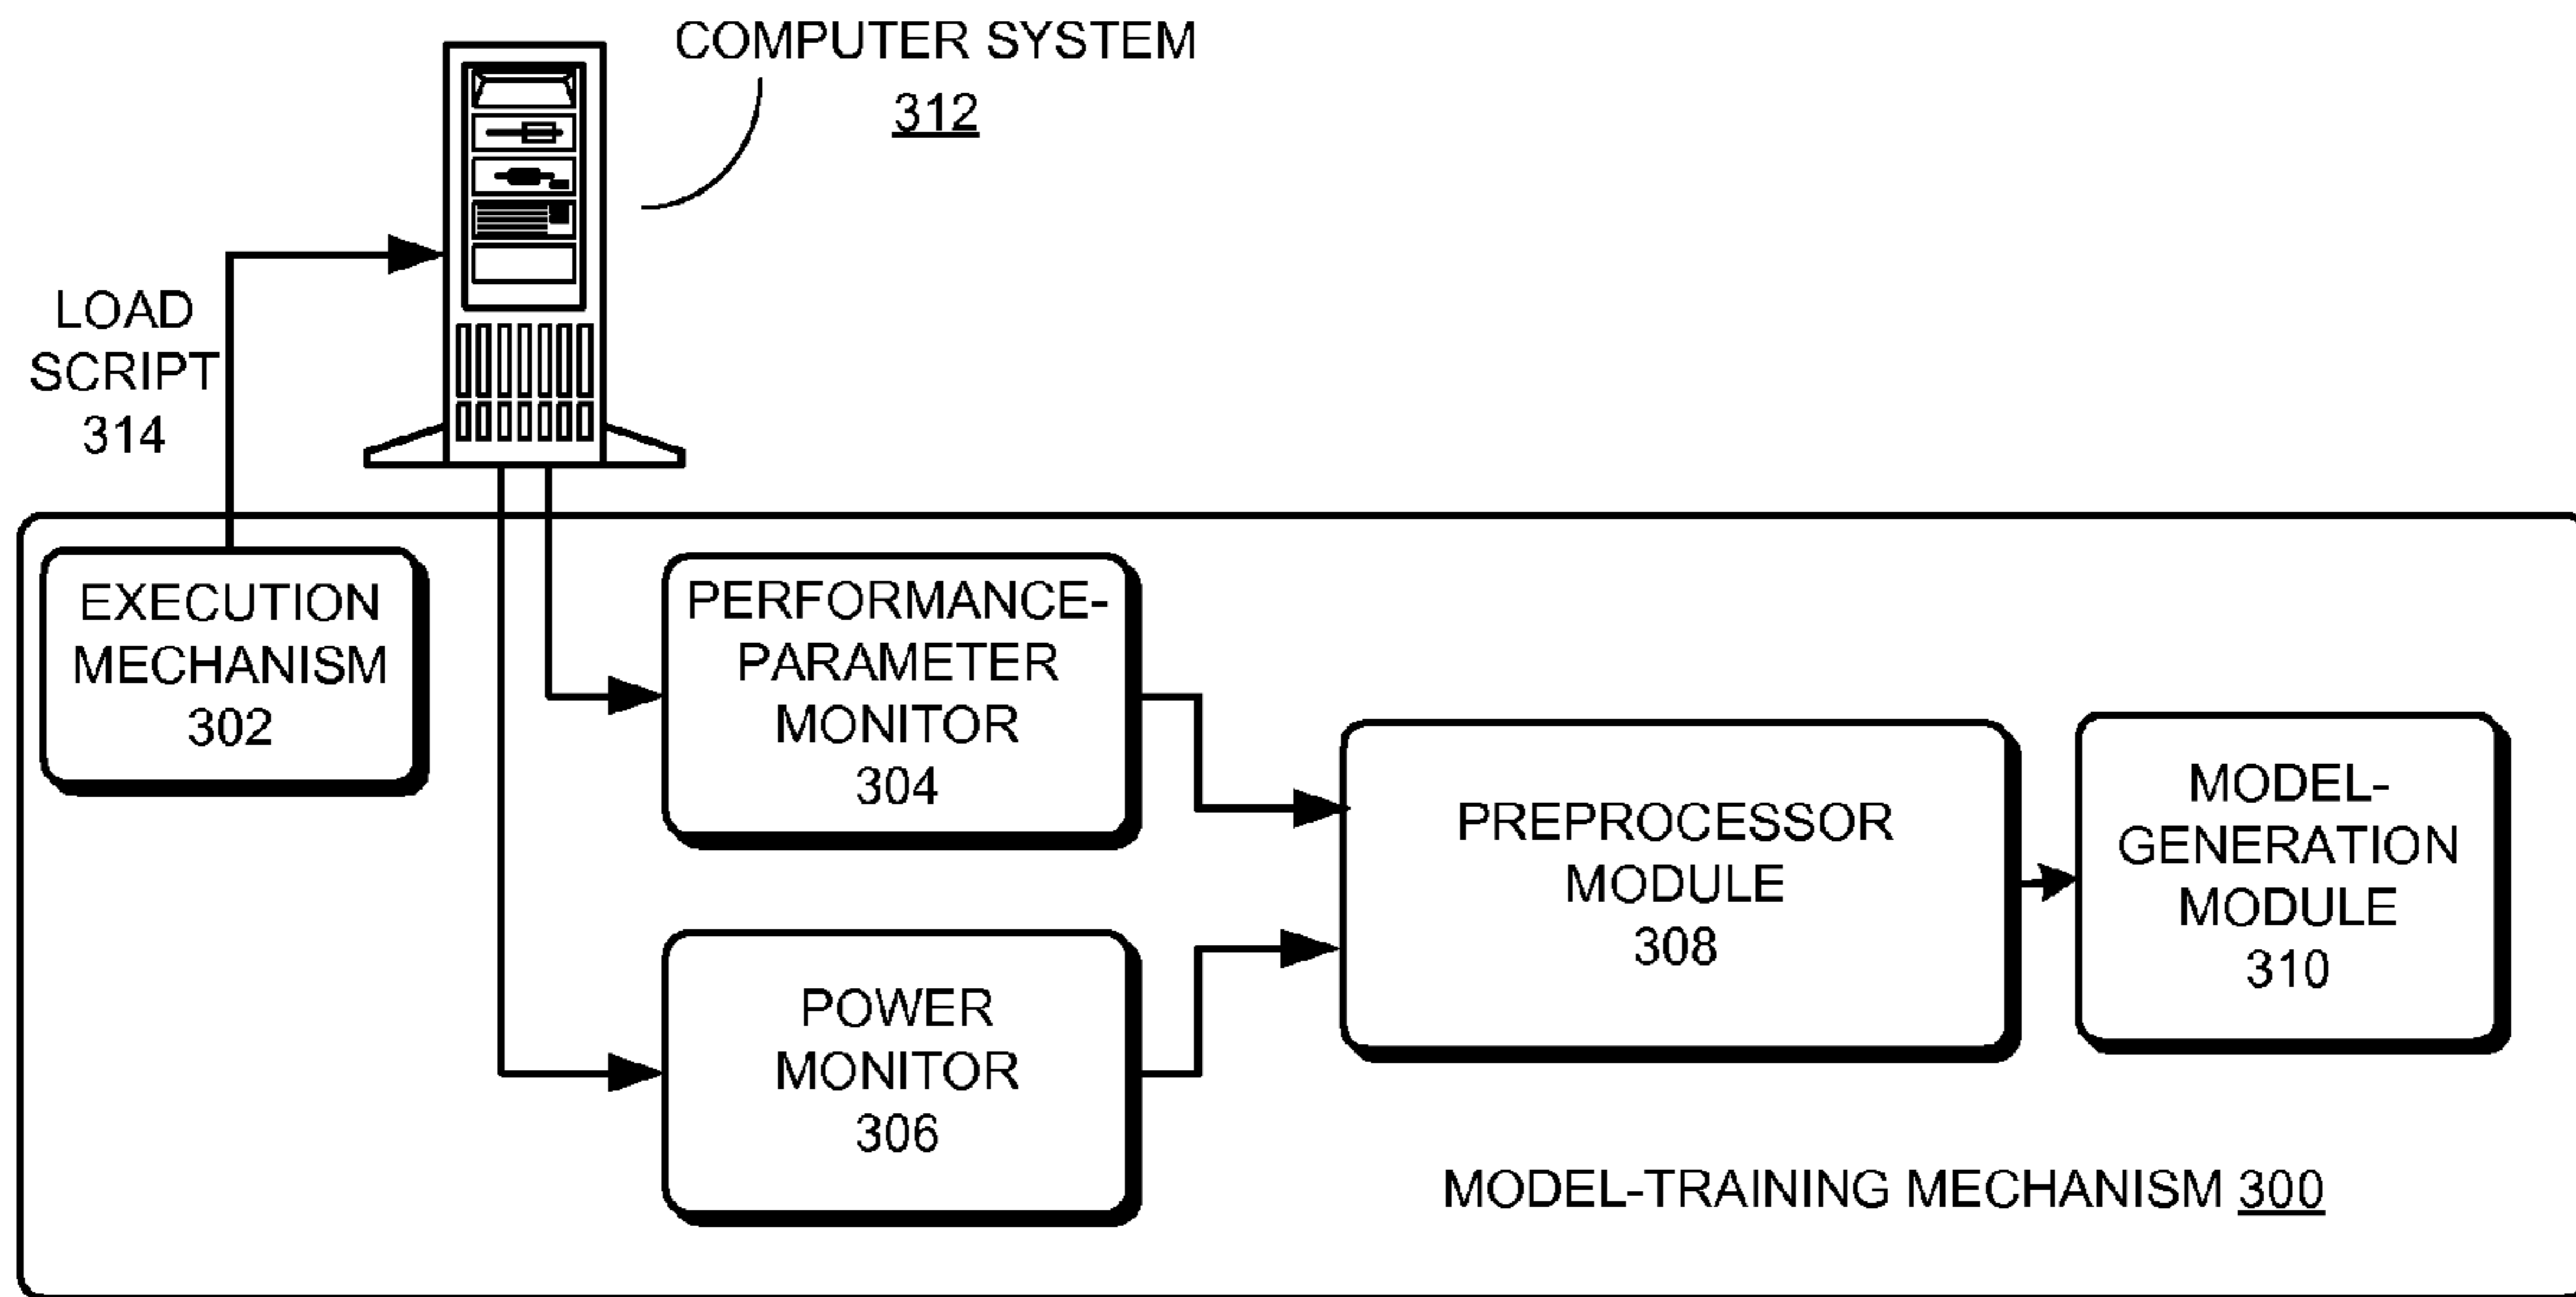 COMPUTER SYSTEM
312
LOAD
SCRIPT
314
EXECUTION
MECHANISM
302
PERFORMANCE-
PARAMETER
MONITOR
304
POWER
MONITOR
306
PREPROCESSOR
MODULE
308
MODEL-
GENERATION
MODULE
310
MODEL-TRAINING MECHANISM 300